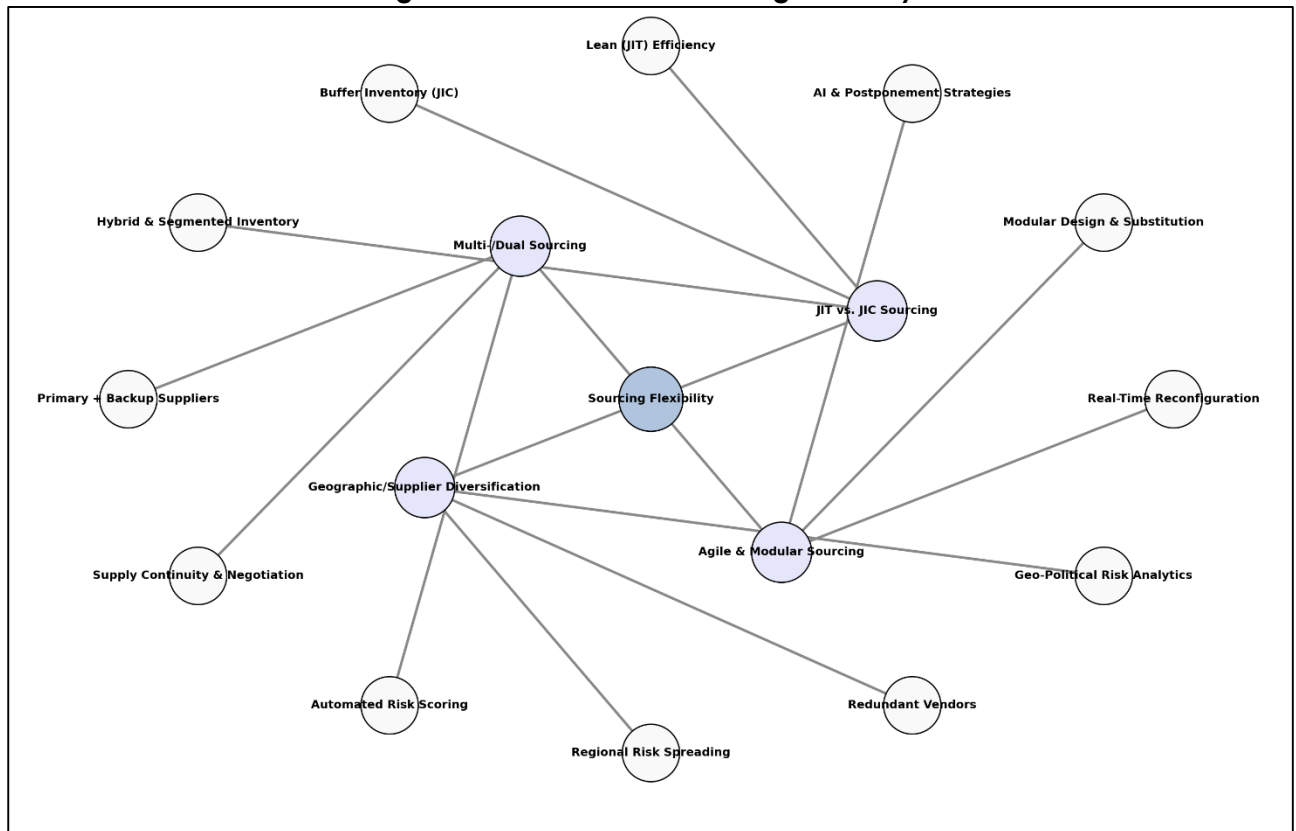 Lean (JIT) Efficiency
Buffer Inventory (JIC)
AI & Postponement Strategies
Hybrid & Segmented Inventory
Modular Design & Substitution
Multi-/Dual Sourcing
JIT vs. JIC Sourcing
Primary + Backup Suppliers
Sourcing Flexibility
Real-Time Reconfiguration
Geographic/Supplier Diversification
Agile & Modular Sourcing
Supply Continuity & Negotiation
Geo-Political Risk Analytics
Automated Risk Scoring
Redundant Vendors
Regional Risk Spreading